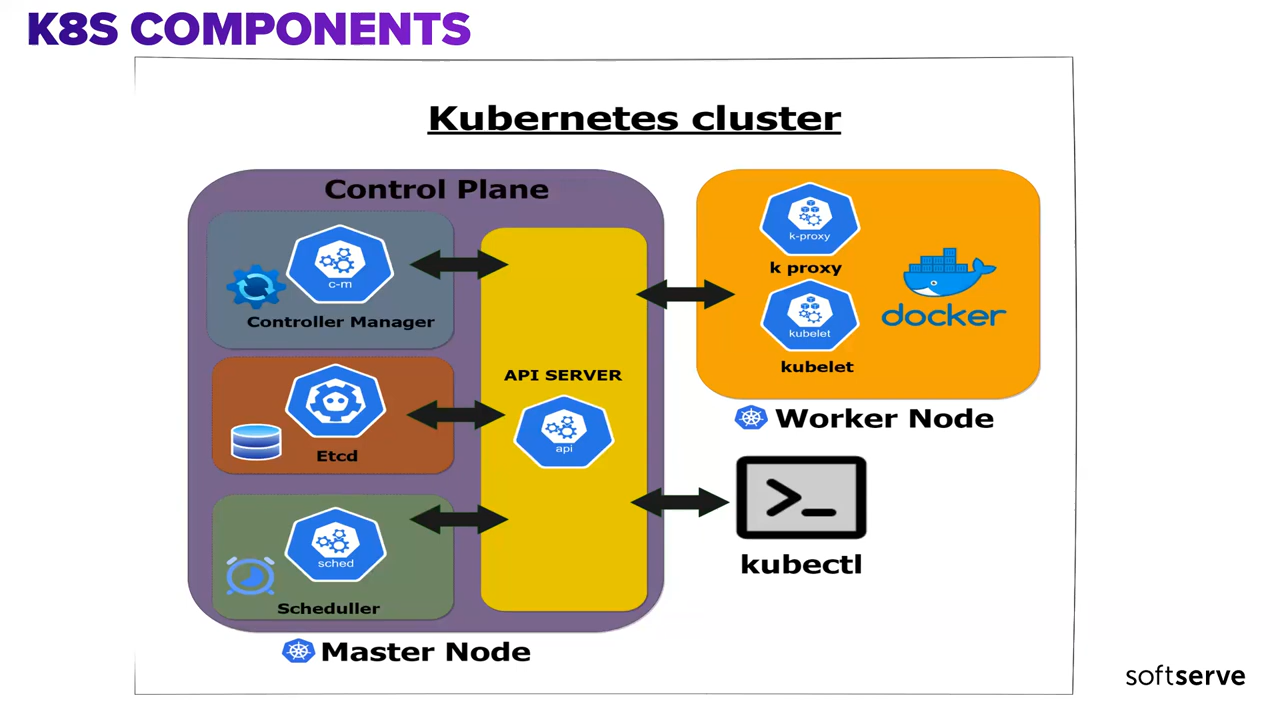 K8S COMPONENTS
Kubernetes cluster
Control Plane
c-m
Controller Manager
Etcd
sched
Scheduller
API SERVER
api
Master Node
k-proxy
k proxy
kubelet
kubelet
docker
Worker Node
>_
kubectl
softserve